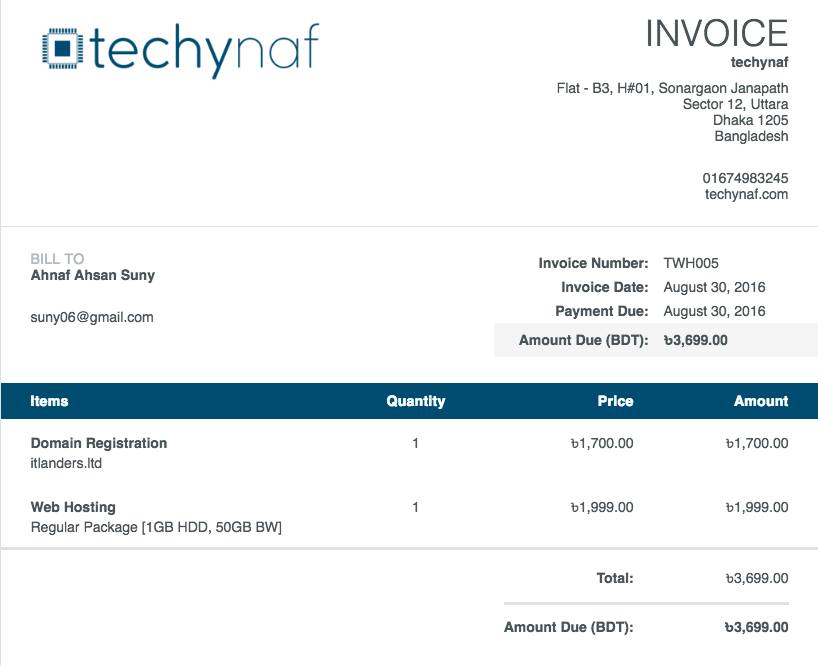 techynaf
INVOICE
techynaf
Flat - B3, H#01, Sonargaon Janapath
Sector 12, Uttara
Dhaka 1205
Bangladesh
01674983245
techynaf.com
BILL TO
Ahnaf Ahsan Suny
suny06@gmail.com
Invoice Number: TWH005
Invoice Date: August 30, 2016
Payment Due: August 30, 2016
Amount Due (BDT): ৳3,699.00
Items Quantity Price Amount
Domain Registration 1 ৳1,700.00 ৳1,700.00
itlanders.ltd
Web Hosting 1 ৳1,999.00 ৳1,999.00
Regular Package [1GB HDD, 50GB BW]
Total: ৳3,699.00
Amount Due (BDT): ৳3,699.00